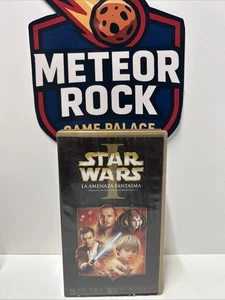 METEOR
ROCK
GAME PALACE
I
STAR
WARS
LA AMENAZA FANTASMA